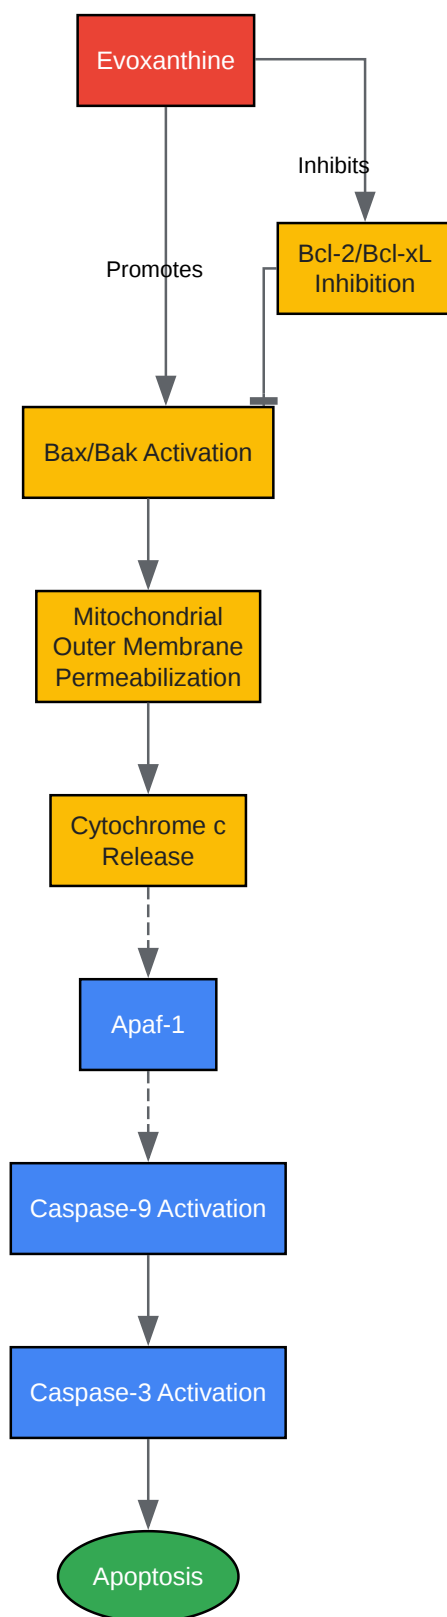 Evoxanthine
Inhibits
Bcl-2/Bcl-xL
Inhibition
Promotes
Bax/Bak Activation
Mitochondrial
Outer Membrane
Permeabilization
Cytochrome c
Release
Apaf-1
Caspase-9 Activation
Caspase-3 Activation
Apoptosis